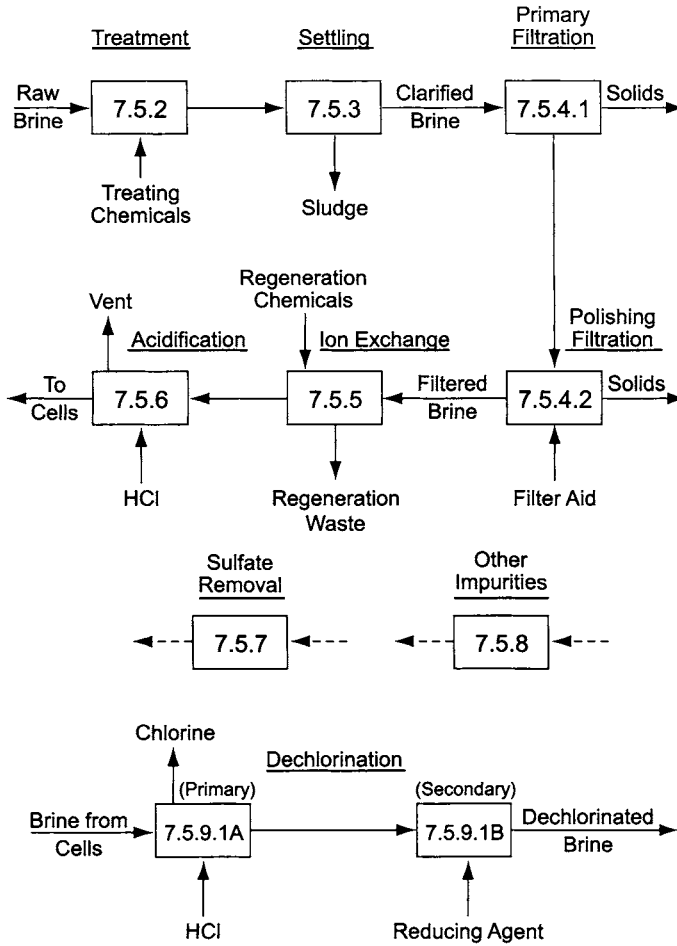 Treatment
Settling
Primary
Filtration
Raw
Brine
7.5.2
7.5.3
Clarified
Brine
7.5.4.1
Solids
Treating
Chemicals
Sludge
Regeneration
Chemicals
Vent
Acidification
Ion Exchange
Polishing
Filtration
To
Cells
7.5.6
7.5.5
Filtered
Brine
7.5.4.2
Solids
HCl
Regeneration
Waste
Filter Aid
Sulfate
Removal
Other
Impurities
7.5.7
7.5.8
Chlorine
Dechlorination
(Primary)
(Secondary)
Brine from
Cells
7.5.9.1A
7.5.9.1B
Dechlorinated
Brine
HCl
Reducing Agent